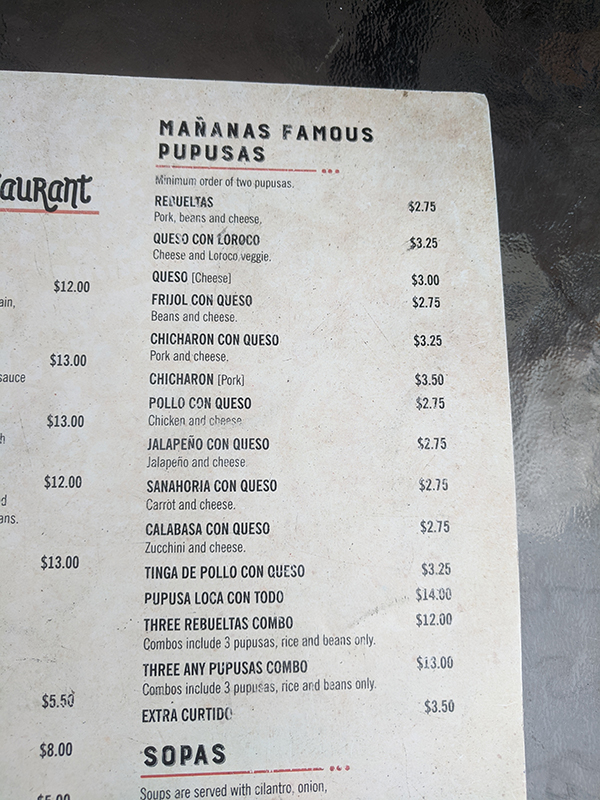 auRant
$12.00
ain,
$13.00
sauce
$13.00
h
$12.00
d
ans.
$13.00
$5.50
$8.00
$5.00
MAÑANAS FAMOUS
PUPUSAS
Minimum order of two pupusas.
REBUELTAS $2.75
Pork, beans and cheese,
QUESO CON LOROCO $3.25
Cheese and Loroco veggie.
QUESO [Cheese] $3.00
FRIJOL CON QUESO $2.75
Beans and cheese.
CHICHARON CON QUESO $3.25
Pork and cheese,
CHICHARON [Pork] $3.50
POLLO CON QUESO $2.75
Chicken and cheese
JALAPEÑO CON QUESO $2.75
Jalapeño and cheese
SANAHORIA CON QUESO $2.75
Carrot and cheese.
CALABASA CON QUESO $2.75
Zucchini and cheese.
TINGA DE POLLO CON QUESO $3.25
PUPUSA LOCA CON TODO $14.00
THREE REBUELTAS COMBO $12.00
Combos include 3 pupusas, rice and beans only.
THREE ANY PUPUSAS COMBO $13.00
Combos include 3 pupusas, rice and beans only.
EXTRA CURTIDO $3.50
SOPAS
Soups are served with cilantro, onion,